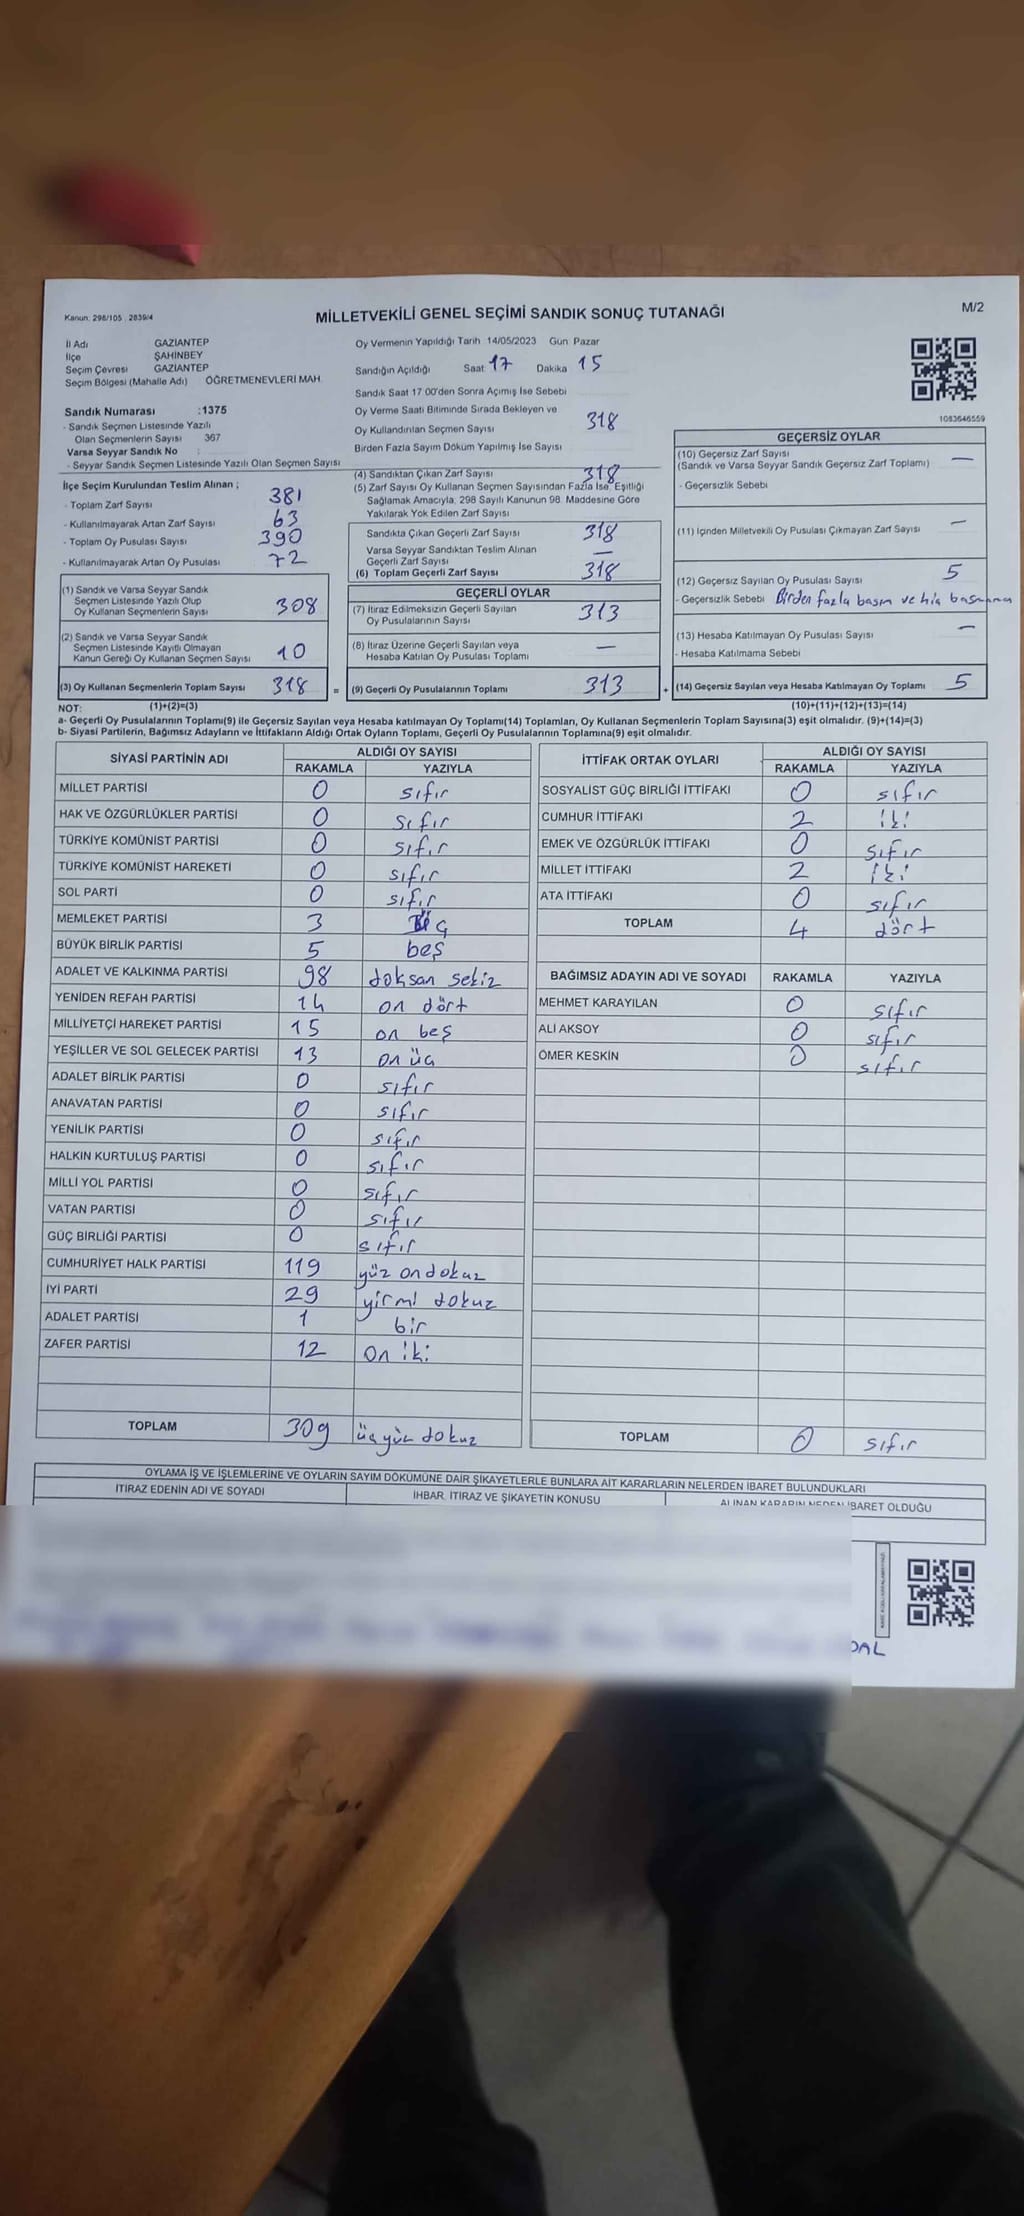 Kanun: 298/105 , 2839/4
MİLLETVEKİLİ GENEL SEÇİMİ SANDIK SONUÇ TUTANAĞI
M/2
İl Adı GAZİANTEP
İlçe ŞAHİNBEY
Seçim Çevresi GAZİANTEP
Seçim Bölgesi (Mahalle Adı) ÖĞRETMENEVLERİ MAH.
Sandık Numarası :1375
- Sandık Seçmen Listesinde Yazılı
Olan Seçmenlerin Sayısı 367
Varsa Seyyar Sandık No :
- Seyyar Sandık Seçmen Listesinde Yazılı Olan Seçmen Sayısı
İlçe Seçim Kurulundan Teslim Alınan ;
- Toplam Zarf Sayısı 381
- Kullanılmayarak Artan Zarf Sayısı 63
- Toplam Oy Pusulası Sayısı 390
- Kullanılmayarak Artan Oy Pusulası 72
(1) Sandık ve Varsa Seyyar Sandık
Seçmen Listesinde Yazılı Olup
Oy Kullanan Seçmenlerin Sayısı 308
(2) Sandık ve Varsa Seyyar Sandık
Seçmen Listesinde Kayıtlı Olmayan
Kanun Gereği Oy Kullanan Seçmen Sayısı 10
(3) Oy Kullanan Seçmenlerin Toplam Sayısı 318 =
Oy Vermenin Yapıldığı Tarih 14/05/2023 Gün: Pazar
Sandığın Açıldığı Saat 17 Dakika 15
Sandık Saat 17:00'den Sonra Açımış İse Sebebi
Oy Verme Saati Bitiminde Sırada Bekleyen ve
Oy Kullandırılan Seçmen Sayısı 318
Birden Fazla Sayım Döküm Yapılmış İse Sayısı
(4) Sandıktan Çıkan Zarf Sayısı 318
(5) Zarf Sayısı Oy Kullanan Seçmen Sayısından Fazla İse, Eşitliği
Sağlamak Amacıyla, 298 Sayılı Kanunun 98. Maddesine Göre
Yakılarak Yok Edilen Zarf Sayısı
Sandıkta Çıkan Geçerli Zarf Sayısı 318
Varsa Seyyar Sandıktan Teslim Alınan
Geçerli Zarf Sayısı —
(6) Toplam Geçerli Zarf Sayısı 318
GEÇERLİ OYLAR
(7) İtiraz Edilmeksizin Geçerli Sayılan
Oy Pusulalarının Sayısı 313
(8) İtiraz Üzerine Geçerli Sayılan veya
Hesaba Katılan Oy Pusulası Toplamı —
(9) Geçerli Oy Pusulalarının Toplamı 313 +
1083646559
GEÇERSİZ OYLAR
(10) Geçersiz Zarf Sayısı —
(Sandık ve Varsa Seyyar Sandık Geçersiz Zarf Toplamı)
- Geçersizlik Sebebi
(11) İçinden Milletvekili Oy Pusulası Çıkmayan Zarf Sayısı —
(12) Geçersiz Sayılan Oy Pusulası Sayısı 5
- Geçersizlik Sebebi Birden fazla basım ve hiç basmama
(13) Hesaba Katılmayan Oy Pusulası Sayısı —
- Hesaba Katılmama Sebebi
(14) Geçersiz Sayılan veya Hesaba Katılmayan Oy Toplamı 5
NOT: (1)+(2)=(3) (10)+(11)+(12)+(13)=(14)
a- Geçerli Oy Pusulalarının Toplamı(9) ile Geçersiz Sayılan veya Hesaba katılmayan Oy Toplamı(14) Toplamları, Oy Kullanan Seçmenlerin Toplam Sayısına(3) eşit olmalıdır. (9)+(14)=(3)
b- Siyasi Partilerin, Bağımsız Adayların ve İttifakların Aldığı Ortak Oyların Toplamı, Geçerli Oy Pusulalarının Toplamına(9) eşit olmalıdır.
SİYASİ PARTİNİN ADI ALDIĞI OY SAYISI
RAKAMLA YAZIYLA
MİLLET PARTİSİ 0 sıfır
HAK VE ÖZGÜRLÜKLER PARTİSİ 0 sıfır
TÜRKİYE KOMÜNİST PARTİSİ 0 sıfır
TÜRKİYE KOMÜNİST HAREKETİ 0 sıfır
SOL PARTİ 0 sıfır
MEMLEKET PARTİSİ 3 üç
BÜYÜK BİRLİK PARTİSİ 5 beş
ADALET VE KALKINMA PARTİSİ 98 doksan sekiz
YENİDEN REFAH PARTİSİ 14 on dört
MİLLİYETÇİ HAREKET PARTİSİ 15 on beş
YEŞİLLER VE SOL GELECEK PARTİSİ 13 on üç
ADALET BİRLİK PARTİSİ 0 sıfır
ANAVATAN PARTİSİ 0 sıfır
YENİLİK PARTİSİ 0 sıfır
HALKIN KURTULUŞ PARTİSİ 0 sıfır
MİLLİ YOL PARTİSİ 0 sıfır
VATAN PARTİSİ 0 sıfır
GÜÇ BİRLİĞİ PARTİSİ 0 sıfır
CUMHURİYET HALK PARTİSİ 119 yüz ondokuz
İYİ PARTİ 29 yirmi dokuz
ADALET PARTİSİ 1 bir
ZAFER PARTİSİ 12 on iki
TOPLAM 309 üçyüz dokuz
İTTİFAK ORTAK OYLARI ALDIĞI OY SAYISI
RAKAMLA YAZIYLA
SOSYALİST GÜÇ BİRLİĞİ İTTİFAKI 0 sıfır
CUMHUR İTTİFAKI 2 iki
EMEK VE ÖZGÜRLÜK İTTİFAKI 0 sıfır
MİLLET İTTİFAKI 2 iki
ATA İTTİFAKI 0 sıfır
TOPLAM 4 dört
BAĞIMSIZ ADAYIN ADI VE SOYADI RAKAMLA YAZIYLA
MEHMET KARAYILAN 0 sıfır
ALİ AKSOY 0 sıfır
ÖMER KESKİN 0 sıfır
TOPLAM 0 sıfır
OYLAMA İŞ VE İŞLEMLERİNE VE OYLARIN SAYIM DÖKÜMÜNE DAİR ŞİKAYETLERLE BUNLARA AİT KARARLARIN NELERDEN İBARET BULUNDUKLARI
İTİRAZ EDENİN ADI VE SOYADI İHBAR, İTİRAZ VE ŞİKAYETİN KONUSU ALINAN KARARIN NEDEN İBARET OLDUĞU